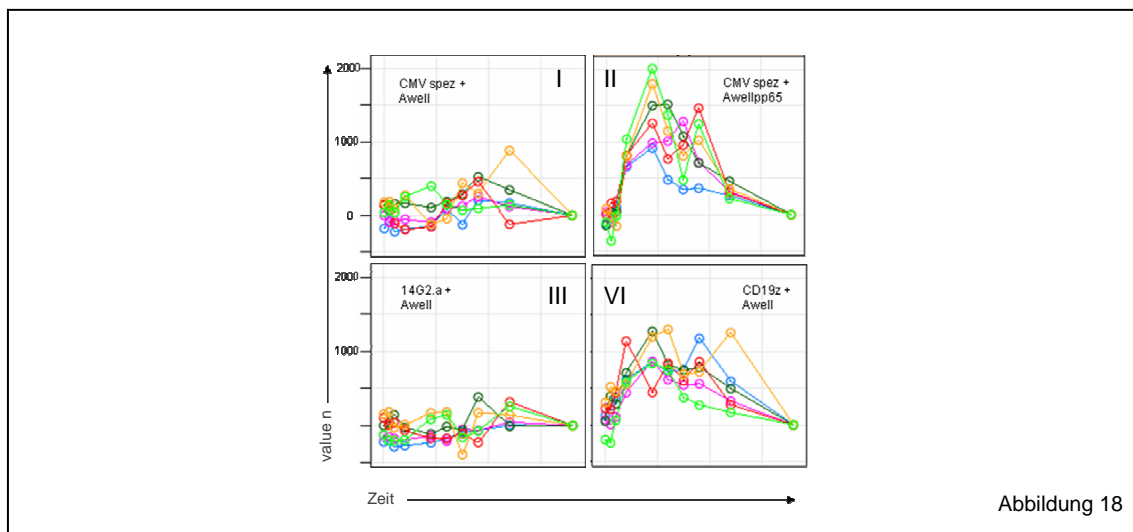 2000
1000
0
CMV spez +
Awell
I
II
CMV spez +
Awellpp65
2000
1000
14G2.a +
Awell
III
VI
CD19z +
Awell
value n
Zeit
Abbildung 18